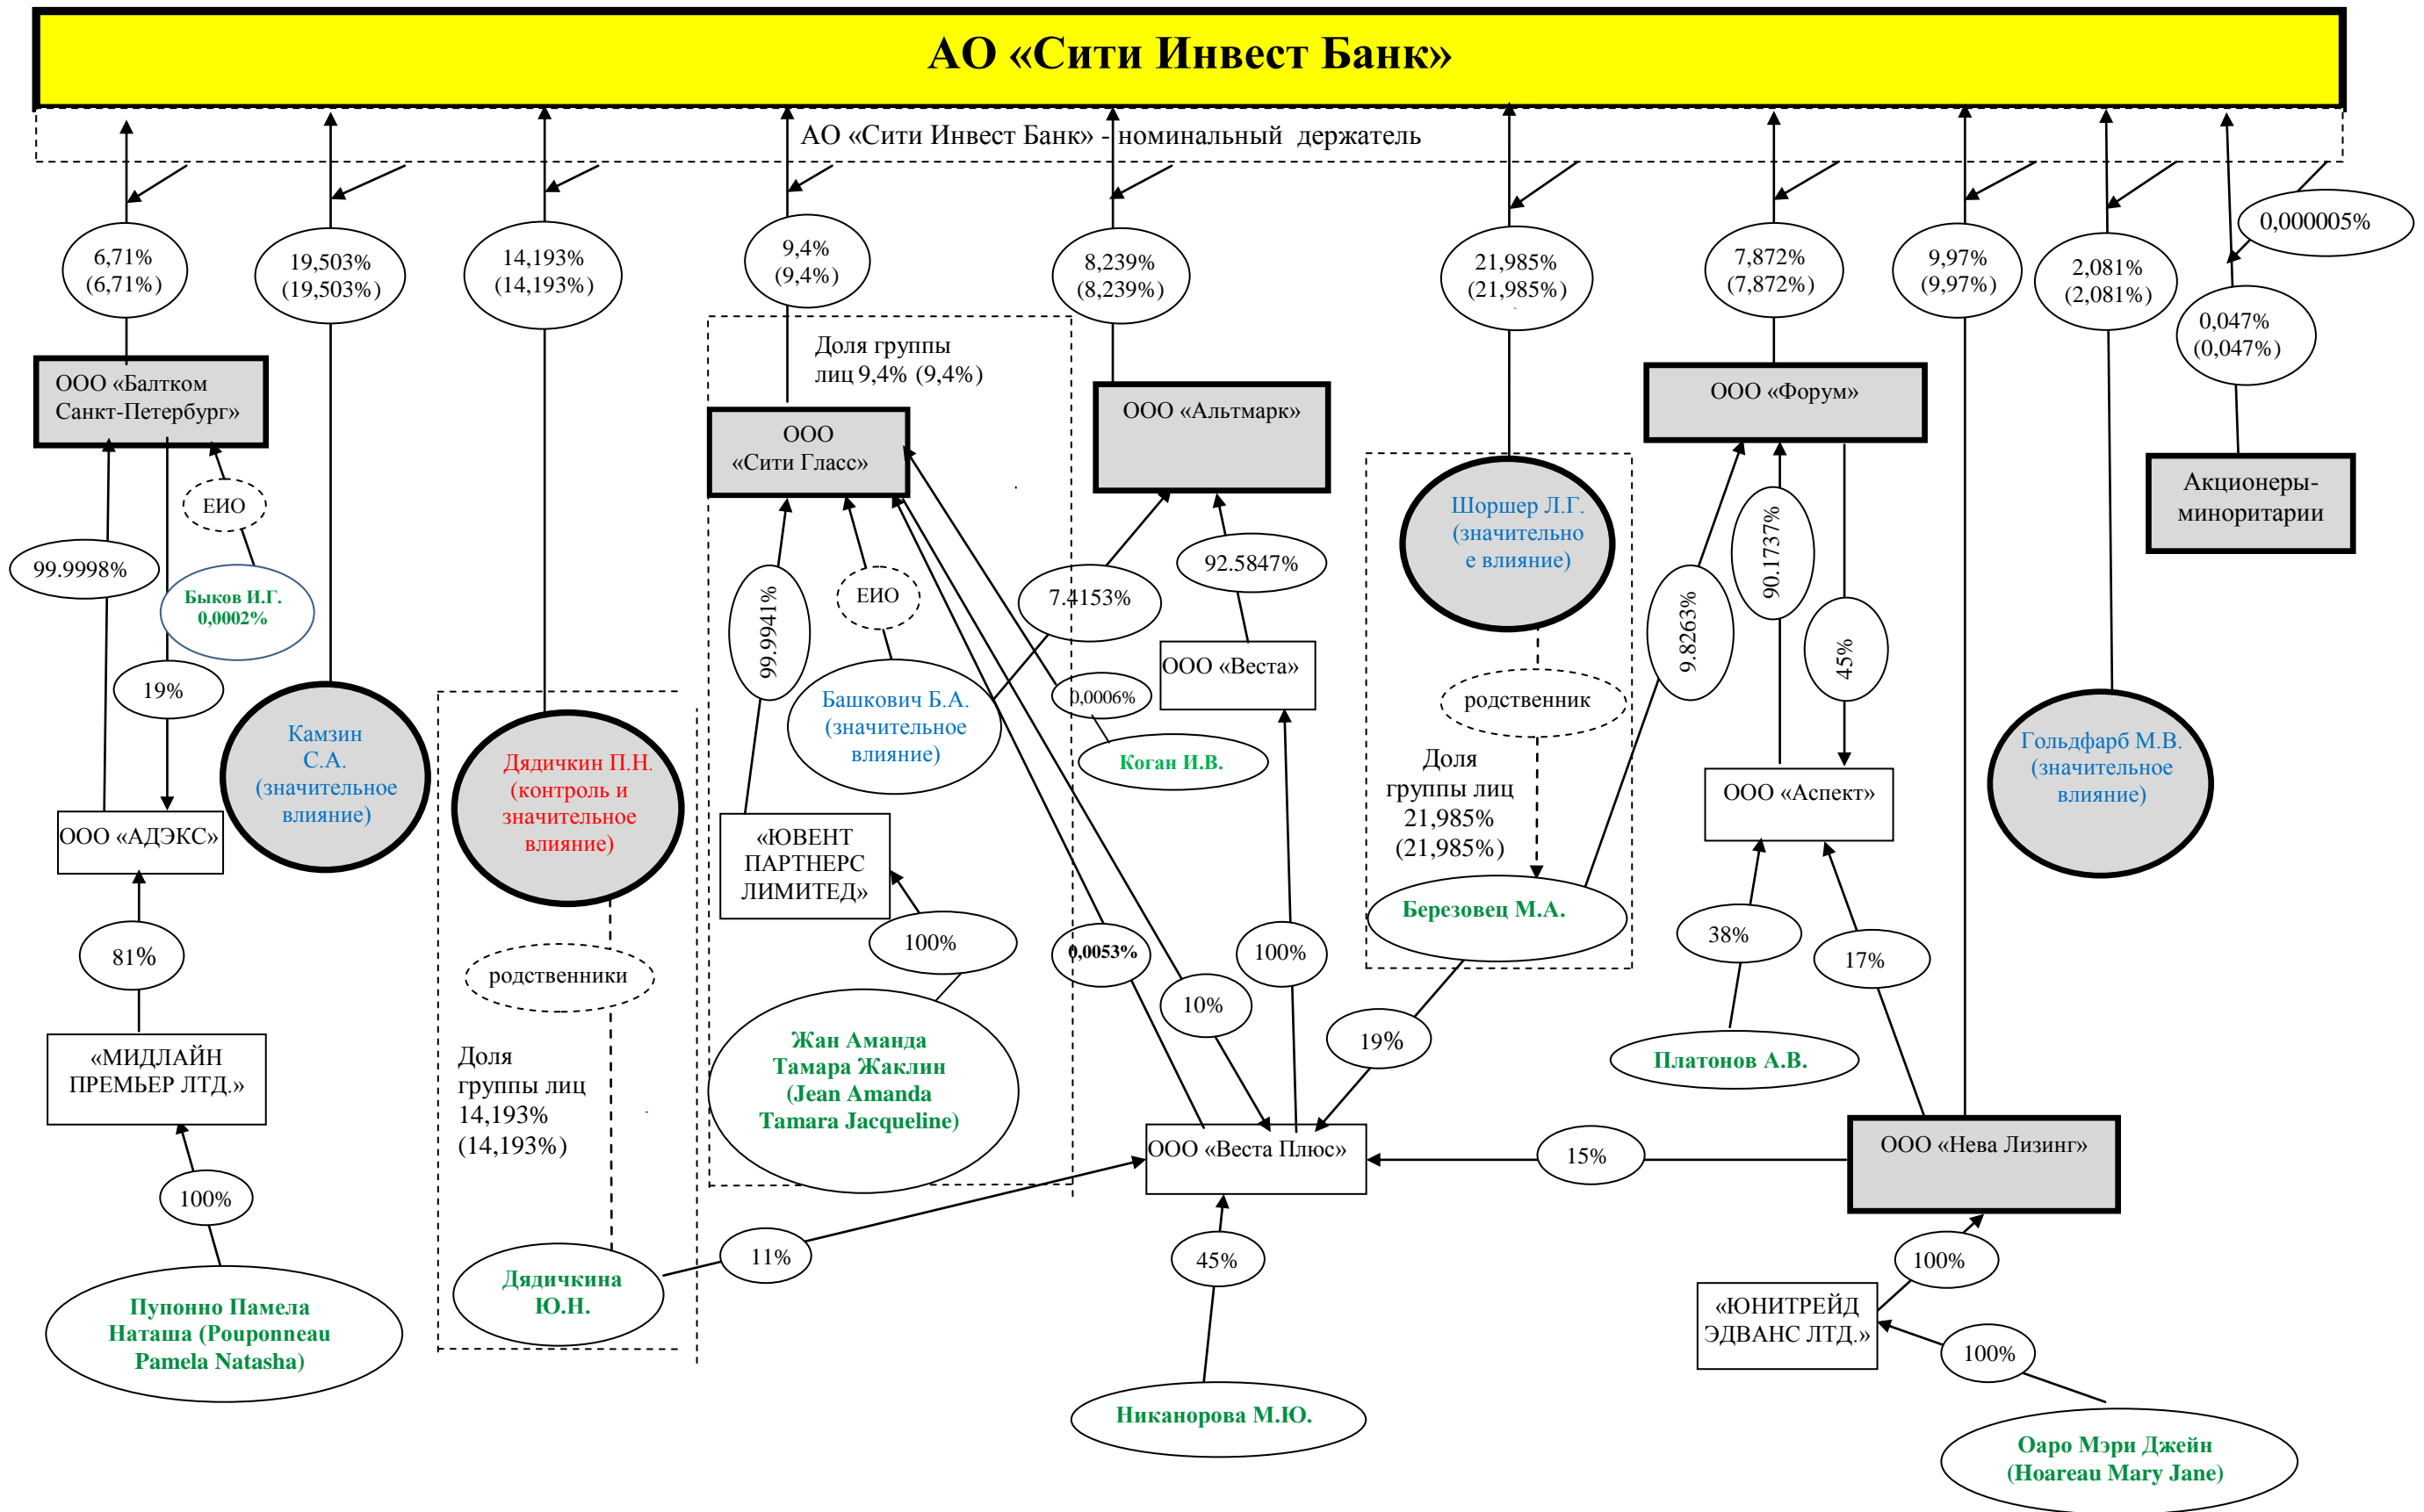 АО «Сити Инвест Банк»
АО «Сити Инвест Банк» - номинальный держатель
6,71%
(6,71%)
19,503%
(19,503%)
14,193%
(14,193%)
9,4%
(9,4%)
8,239%
(8,239%)
21,985%
(21,985%)
7,872%
(7,872%)
9,97%
(9,97%)
2,081%
(2,081%)
0,000005%
0,047%
(0,047%)
Доля группы
лиц 9,4% (9,4%)
ООО «Балтком
Санкт-Петербург»
ООО
«Сити Гласс»
ООО «Альтмарк»
ООО «Форум»
Акционеры-
миноритарии
ЕИО
99.9998%
Быков И.Г.
0,0002%
19%
Камзин
С.А.
(значительное
влияние)
Дядичкин П.Н.
(контроль и
значительное
влияние)
99.9941%
ЕИО
Башкович Б.А.
(значительное
влияние)
7.4153%
92.5847%
ООО «Веста»
0,0006%
Коган И.В.
Шоршер Л.Г.
(значительно
е влияние)
родственник
Доля
группы лиц
21,985%
(21,985%)
Березовец М.А.
9.8263%
90.1737%
45%
ООО «Аспект»
Гольдфарб М.В.
(значительное
влияние)
ООО «АДЭКС»
81%
«МИДЛАЙН
ПРЕМЬЕР ЛТД.»
100%
Пупонно Памела
Наташа (Pouponneau
Pamela Natasha)
родственники
Доля
группы лиц
14,193%
(14,193%)
Дядичкина
Ю.Н.
11%
«ЮВЕНТ
ПАРТНЕРС
ЛИМИТЕД»
100%
Жан Аманда
Тамара Жаклин
(Jean Amanda
Tamara Jacqueline)
0,0053%
10%
100%
19%
38%
17%
Платонов А.В.
ООО «Веста Плюс»
15%
ООО «Нева Лизинг»
45%
Никанорова М.Ю.
100%
«ЮНИТРЕЙД
ЭДВАНС ЛТД.»
100%
Оаро Мэри Джейн
(Hoareau Mary Jane)